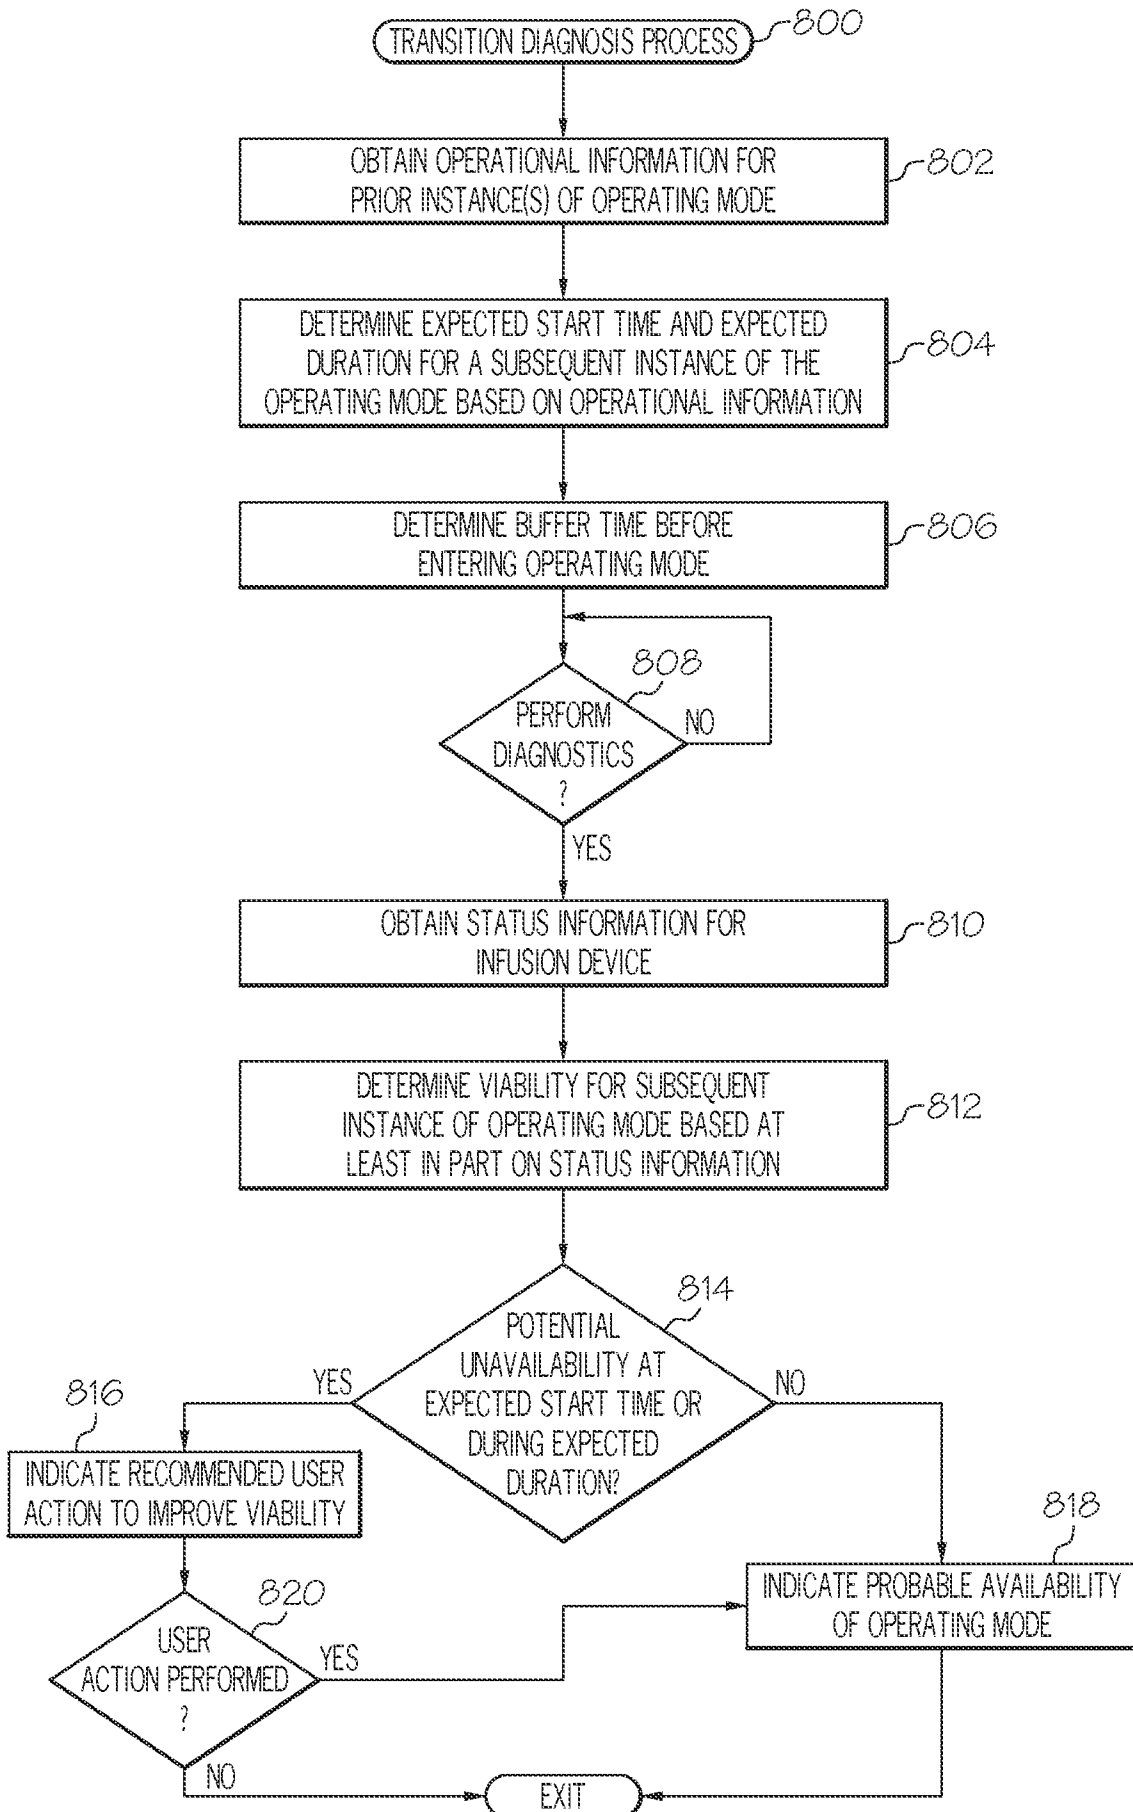 TRANSITION DIAGNOSIS PROCESS
800
OBTAIN OPERATIONAL INFORMATION FOR
PRIOR INSTANCE(S) OF OPERATING MODE
802
DETERMINE EXPECTED START TIME AND EXPECTED
DURATION FOR A SUBSEQUENT INSTANCE OF THE
OPERATING MODE BASED ON OPERATIONAL INFORMATION
804
DETERMINE BUFFER TIME BEFORE
ENTERING OPERATING MODE
806
808
PERFORM
DIAGNOSTICS
?
NO
YES
OBTAIN STATUS INFORMATION FOR
INFUSION DEVICE
810
DETERMINE VIABILITY FOR SUBSEQUENT
INSTANCE OF OPERATING MODE BASED AT
LEAST IN PART ON STATUS INFORMATION
812
814
POTENTIAL
UNAVAILABILITY AT
EXPECTED START TIME OR
DURING EXPECTED
DURATION?
YES
NO
816
INDICATE RECOMMENDED USER
ACTION TO IMPROVE VIABILITY
818
INDICATE PROBABLE AVAILABILITY
OF OPERATING MODE
820
USER
ACTION PERFORMED
?
YES
NO
EXIT